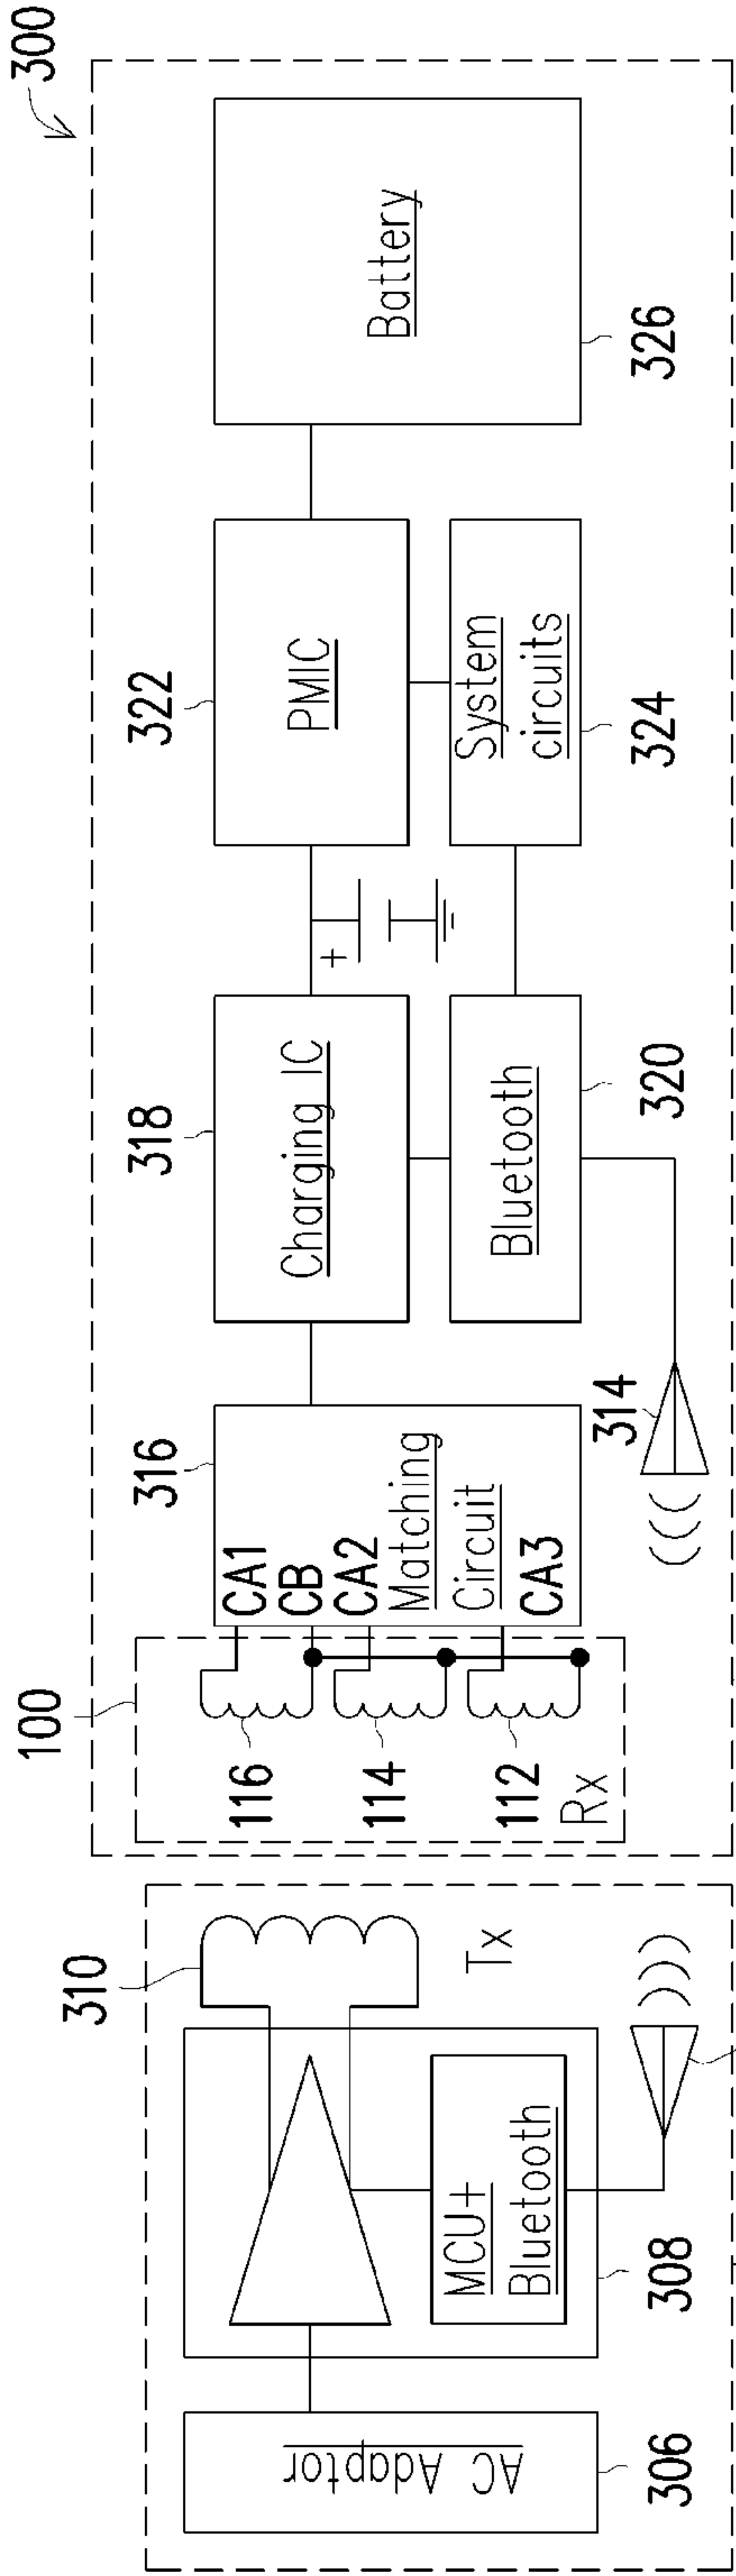 300
Battery
326
322
PMIC
System
circuits
324
+
318
Charging IC
Bluetooth
320
316
CA1
CB
CA2
Matching
Circuit
CA3
314
100
116
114
112
Rx
310
Tx
MCU+
Bluetooth
308
AC Adaptor
306